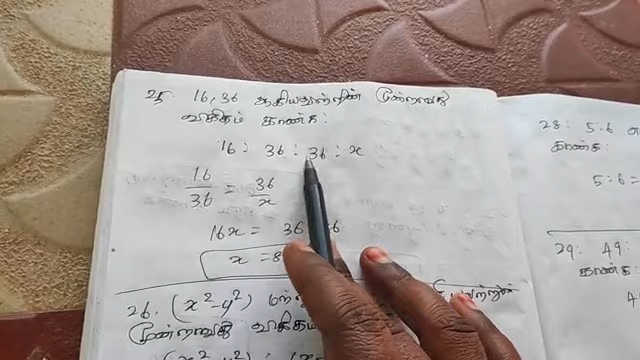 25 16, 36 ஆகியவற்றின் மூன்றாவது
விகிதம் காண்க:
16 : 36 : 36 : x
16/36 = 36/x
16x = 36
x = 8
26. (x²-y²) மற்
மூன்றாவது விகிதம்
28: 5.6
காண்க:
5:6 =
29: 49:
காண்க: